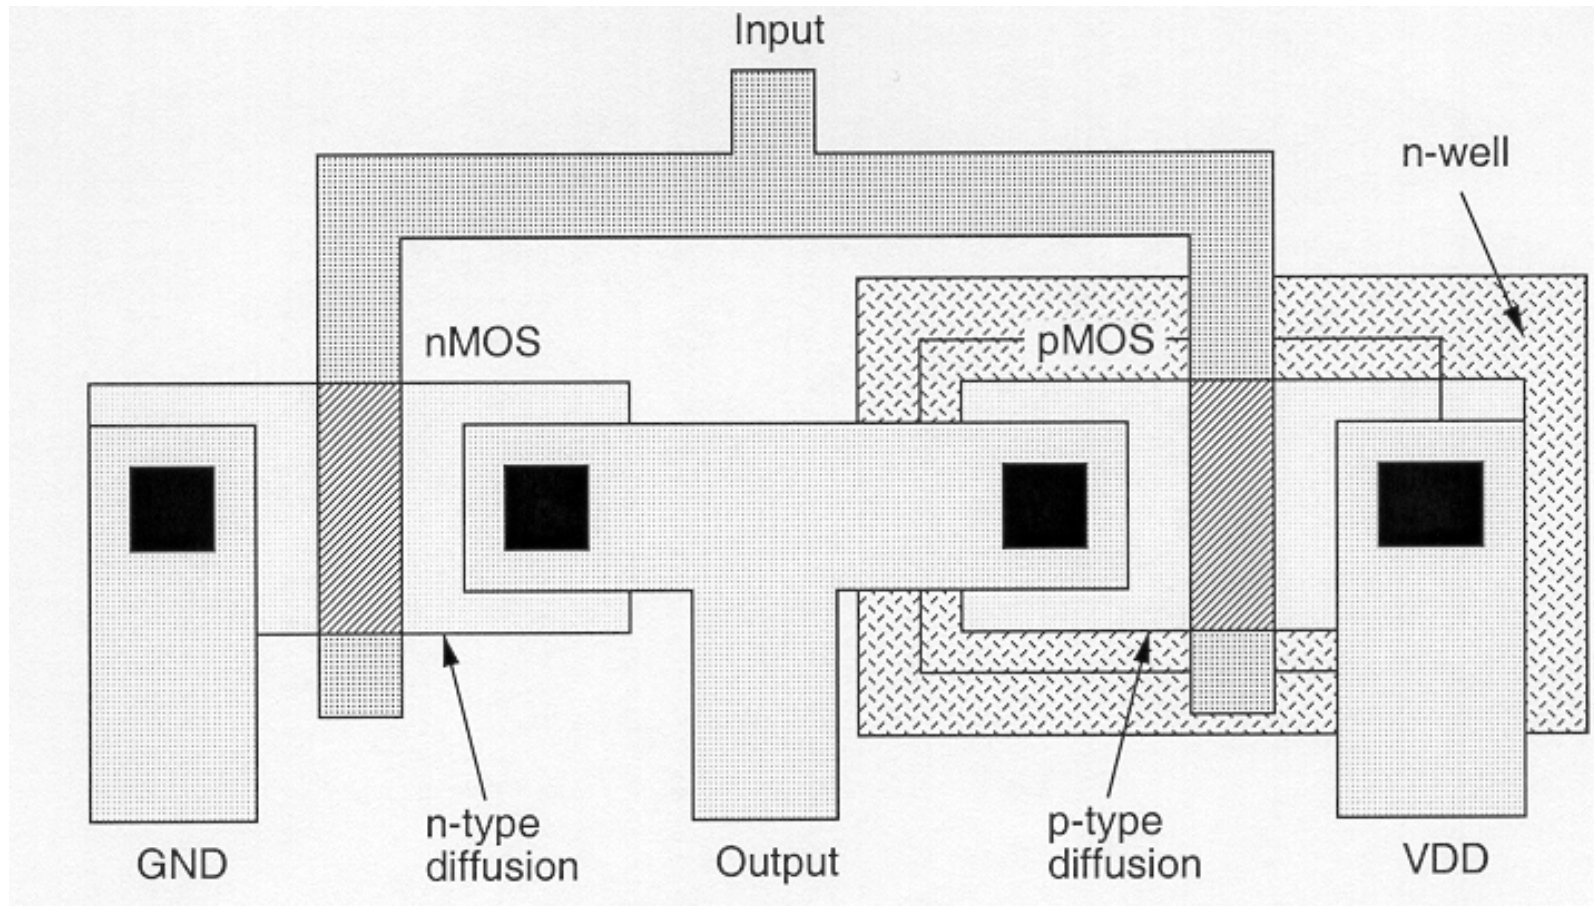 Input
n-well
nMOS
pMOS
n-type
diffusion
p-type
diffusion
GND
Output
VDD